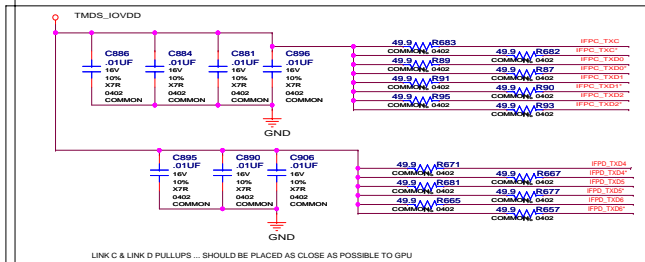 TMDS_IOVDD
C886 C884 C881 C896
.01UF .01UF .01UF .01UF
16V 16V 16V 16V
10% 10% 10% 10%
X7R X7R X7R X7R
0402 0402 0402 0402
COMMON COMMON COMMON COMMON
GND
49.9 R683 IFPC_TXC
COMMON 0402
49.9 R682 IFPC_TXC*
COMMON 0402
49.9 R89 IFPC_TXD0
COMMON 0402
49.9 R87 IFPC_TXD0*
COMMON 0402
49.9 R91 IFPC_TXD1
COMMON 0402
49.9 R90 IFPC_TXD1*
COMMON 0402
49.9 R95 IFPC_TXD2
COMMON 0402
49.9 R93 IFPC_TXD2*
COMMON 0402
C895 C890 C906
.01UF .01UF .01UF
16V 16V 16V
10% 10% 10%
X7R X7R X7R
0402 0402 0402
COMMON COMMON COMMON
GND
49.9 R671 IFPD_TXD4
COMMON 0402
49.9 R667 IFPD_TXD4*
COMMON 0402
49.9 R681 IFPD_TXD5
COMMON 0402
49.9 R677 IFPD_TXD5*
COMMON 0402
49.9 R665 IFPD_TXD6
COMMON 0402
49.9 R657 IFPD_TXD6*
COMMON 0402
LINK C & LINK D PULLUPS ... SHOULD BE PLACED AS CLOSE AS POSSIBLE TO GPU